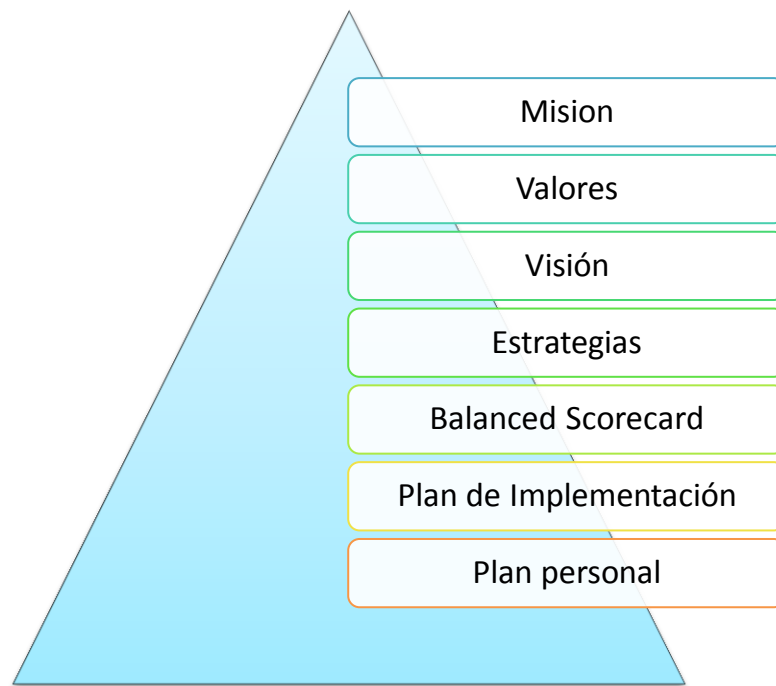 Mision
Valores
Visión
Estrategias
Balanced Scorecard
Plan de Implementación
Plan personal